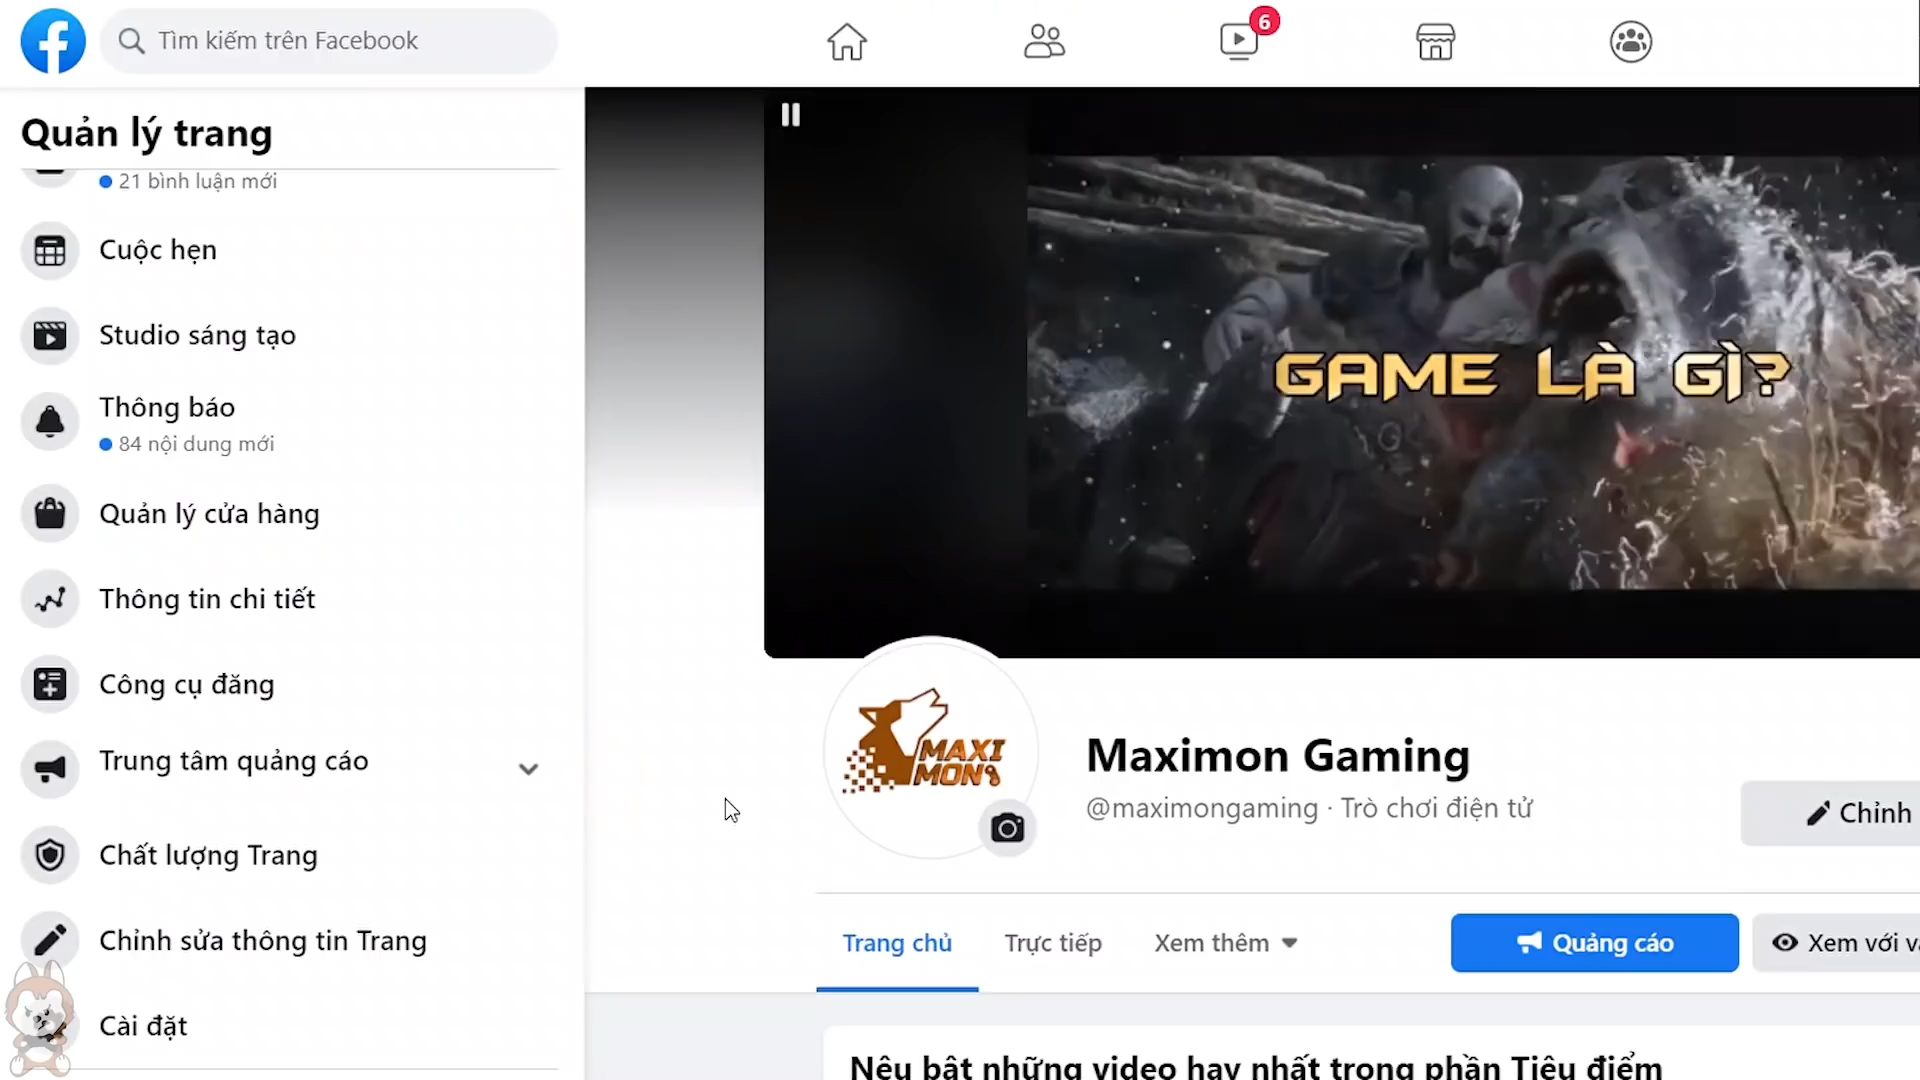 Tìm kiếm trên Facebook
6
Quản lý trang
21 bình luận mới
Cuộc hẹn
Studio sáng tạo
Thông báo
84 nội dung mới
Quản lý cửa hàng
Thông tin chi tiết
Công cụ đăng
Trung tâm quảng cáo
Chất lượng Trang
Chỉnh sửa thông tin Trang
Cài đặt
GAME LÀ GÌ?
MAXI
MON
Maximon Gaming
@maximongaming · Trò chơi điện tử
Chỉnh
Trang chủ
Trực tiếp
Xem thêm
Quảng cáo
Xem với
Nêu bật những video hay nhất trong phần Tiêu điểm